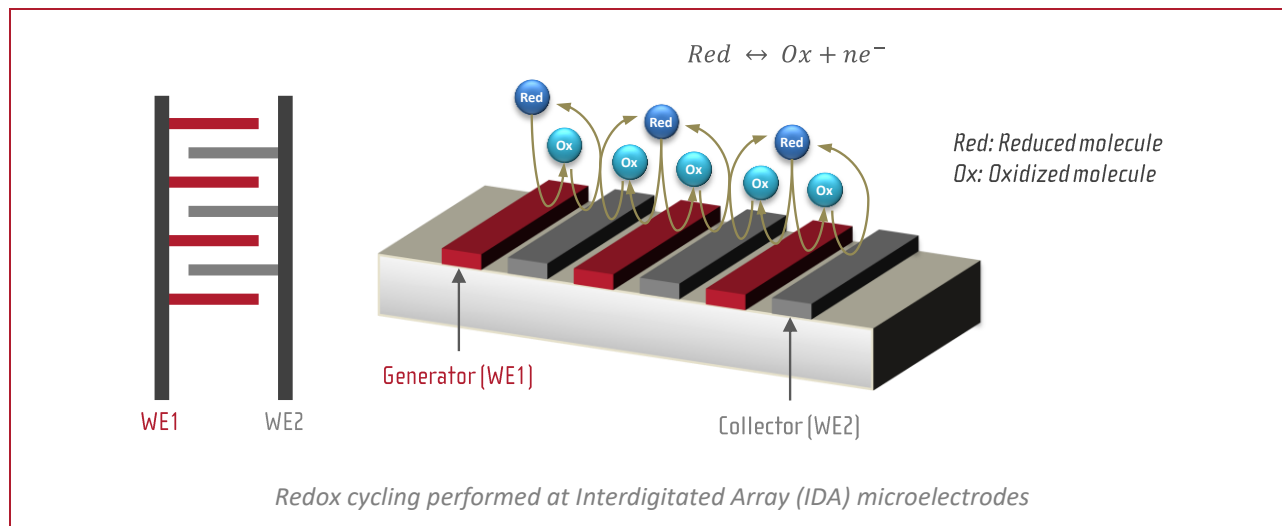 Red ↔ Ox + ne⁻
Red
Red
Red
Ox
Ox
Ox
Ox
Ox
Red: Reduced molecule
Ox: Oxidized molecule
Generator (WE1)
WE1
WE2
Collector (WE2)
Redox cycling performed at Interdigitated Array (IDA) microelectrodes